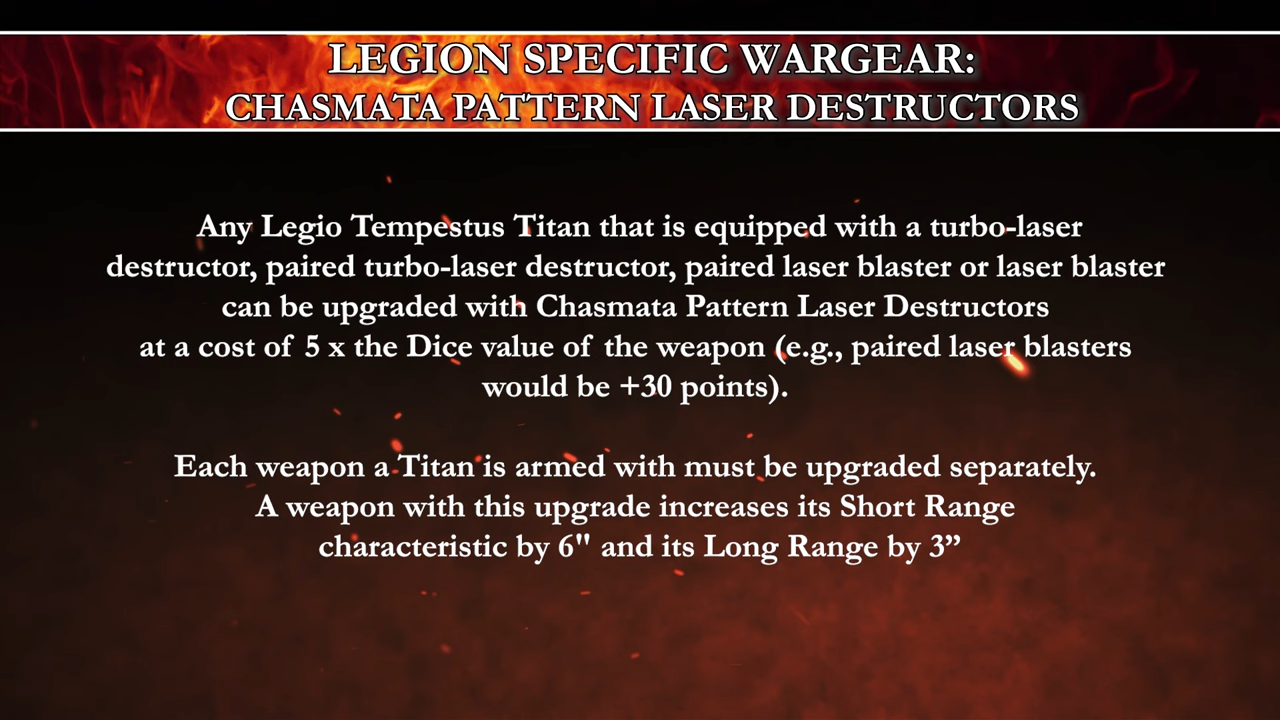 LEGION SPECIFIC WARGEAR:
CHASMATA PATTERN LASER DESTRUCTORS
Any Legio Tempestus Titan that is equipped with a turbo-laser
destructor, paired turbo-laser destructor, paired laser blaster or laser blaster
can be upgraded with Chasmata Pattern Laser Destructors
at a cost of 5 x the Dice value of the weapon (e.g., paired laser blasters
would be +30 points).
Each weapon a Titan is armed with must be upgraded separately.
A weapon with this upgrade increases its Short Range
characteristic by 6" and its Long Range by 3”